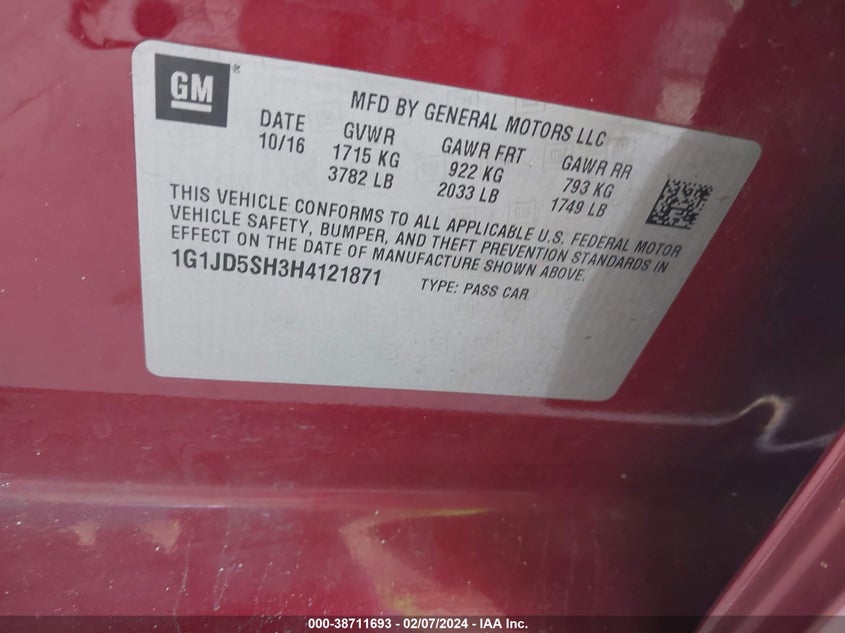 GM®
MFD BY GENERAL MOTORS LLC
DATE GVWR GAWR FRT GAWR RR
10/16 1715 KG 922 KG 793 KG
3782 LB 2033 LB 1749 LB
THIS VEHICLE CONFORMS TO ALL APPLICABLE U.S. FEDERAL MOTOR
VEHICLE SAFETY, BUMPER, AND THEFT PREVENTION STANDARDS IN
EFFECT ON THE DATE OF MANUFACTURE SHOWN ABOVE.
1G1JD5SH3H4121871 TYPE: PASS CAR
000-38711693 - 02/07/2024 - IAA Inc.